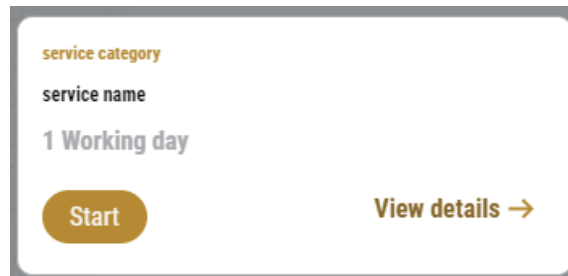 service category
service name
1 Working day
Start
View details →